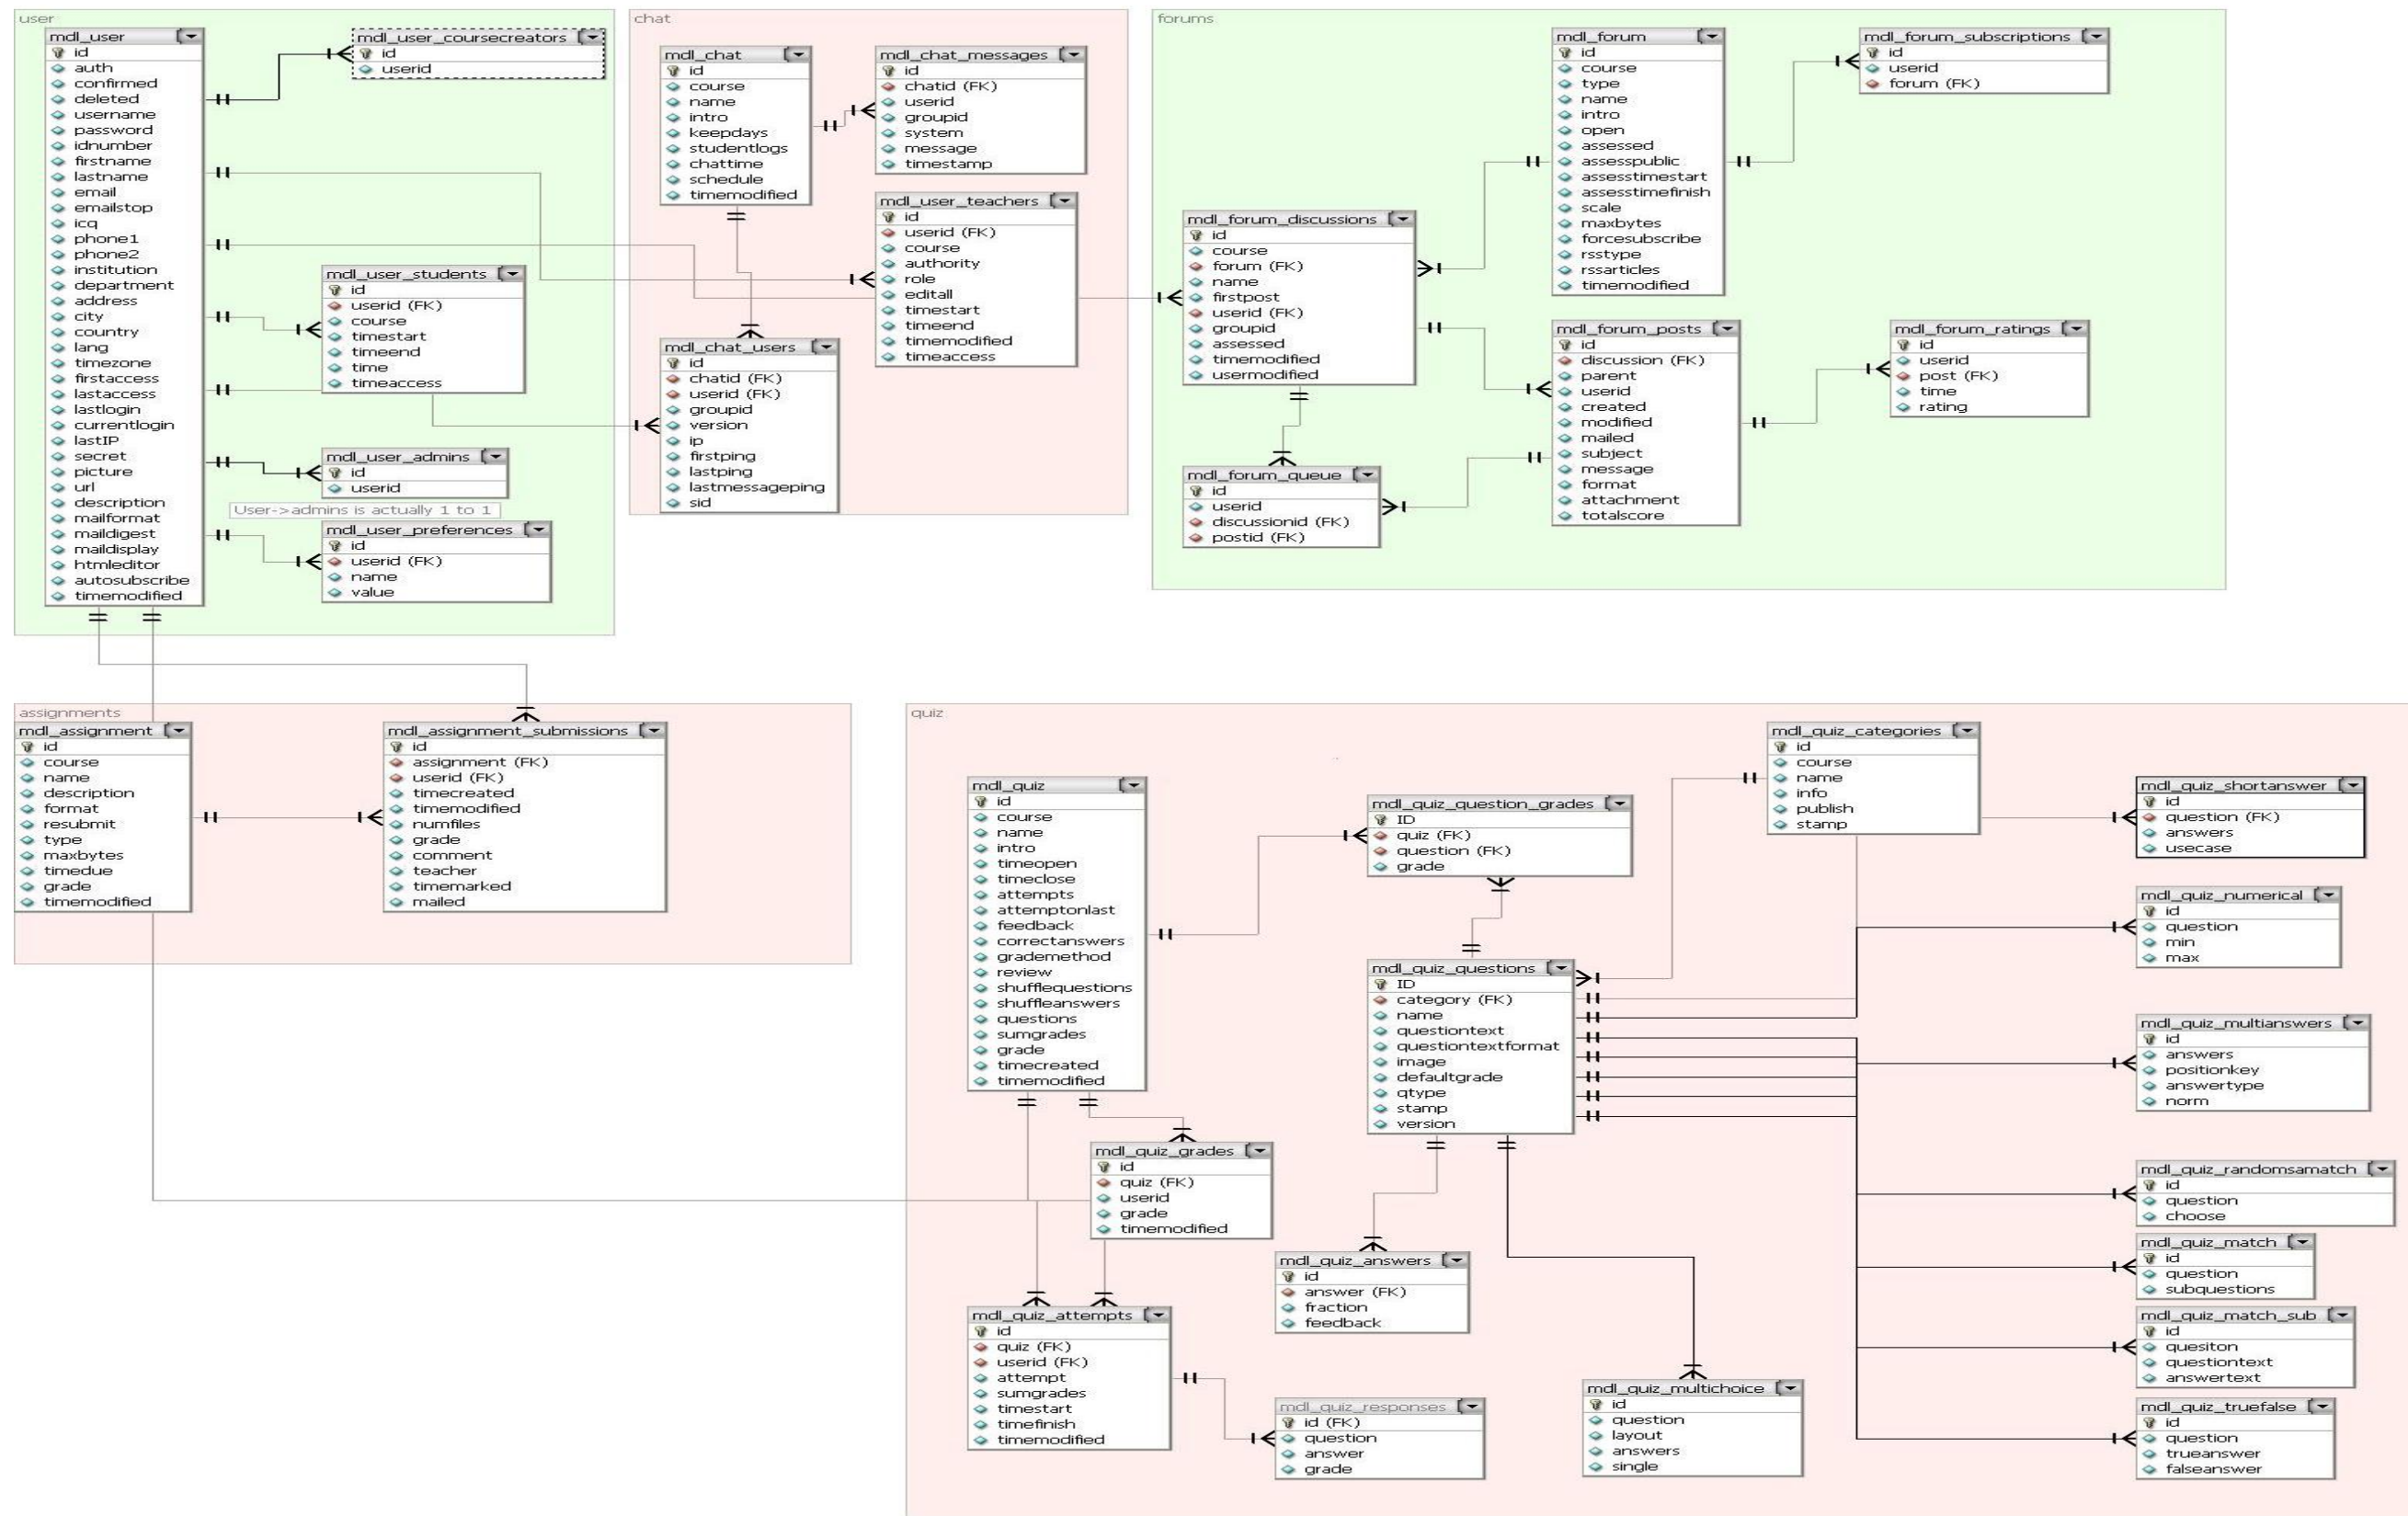 user
mdl_user
id
auth
confirmed
deleted
username
password
idnumber
firstname
lastname
email
emailstop
icq
phone1
phone2
institution
department
address
city
country
lang
timezone
firstaccess
lastaccess
lastlogin
currentlogin
lastIP
secret
picture
url
description
mailformat
maildigest
maildisplay
htmleditor
autosubscribe
timemodified
mdl_user_coursecreators
id
userid
mdl_user_students
id
userid (FK)
course
timestart
timeend
time
timeaccess
mdl_user_admins
id
userid
User->admins is actually 1 to 1
mdl_user_preferences
id
userid (FK)
name
value
chat
mdl_chat
id
course
name
intro
keepdays
studentlogs
chattime
schedule
timemodified
mdl_chat_messages
id
chatid (FK)
userid
groupid
system
message
timestamp
mdl_user_teachers
id
userid (FK)
course
authority
role
editall
timestart
timeend
timemodified
timeaccess
mdl_chat_users
id
chatid (FK)
userid (FK)
groupid
version
ip
firstping
lastping
lastmessageping
sid
forums
mdl_forum
id
course
type
name
intro
open
assessed
assesspublic
assesstimestart
assesstimefinish
scale
maxbytes
forcesubscribe
rsstype
rssarticles
timemodified
mdl_forum_subscriptions
id
userid
forum (FK)
mdl_forum_discussions
id
course
forum (FK)
name
firstpost
userid (FK)
groupid
assessed
timemodified
usermodified
mdl_forum_posts
id
discussion (FK)
parent
userid
created
modified
mailed
subject
message
format
attachment
totalscore
mdl_forum_ratings
id
userid
post (FK)
time
rating
mdl_forum_queue
id
userid
discussionid (FK)
postid (FK)
assignments
mdl_assignment
id
course
name
description
format
resubmit
type
maxbytes
timedue
grade
timemodified
mdl_assignment_submissions
id
assignment (FK)
userid (FK)
timecreated
timemodified
numfiles
grade
comment
teacher
timemarked
mailed
quiz
mdl_quiz
id
course
name
intro
timeopen
timeclose
attempts
attemptonlast
feedback
correctanswers
grademethod
review
shufflequestions
shuffleanswers
questions
sumgrades
grade
timecreated
timemodified
mdl_quiz_question_grades
ID
quiz (FK)
question (FK)
grade
mdl_quiz_categories
id
course
name
info
publish
stamp
mdl_quiz_shortanswer
id
question (FK)
answers
usecase
mdl_quiz_numerical
id
question
min
max
mdl_quiz_questions
ID
category (FK)
name
questiontext
questiontextformat
image
defaultgrade
qtype
stamp
version
mdl_quiz_multianswers
id
answers
positionkey
answertype
norm
mdl_quiz_grades
id
quiz (FK)
userid
grade
timemodified
mdl_quiz_randomsamatch
id
question
choose
mdl_quiz_match
id
question
subquestions
mdl_quiz_answers
id
answer (FK)
fraction
feedback
mdl_quiz_attempts
id
quiz (FK)
userid (FK)
attempt
sumgrades
timestart
timefinish
timemodified
mdl_quiz_match_sub
id
quesiton
questiontext
answertext
mdl_quiz_responses
id (FK)
question
answer
grade
mdl_quiz_multichoice
id
question
layout
answers
single
mdl_quiz_truefalse
id
question
trueanswer
falseanswer